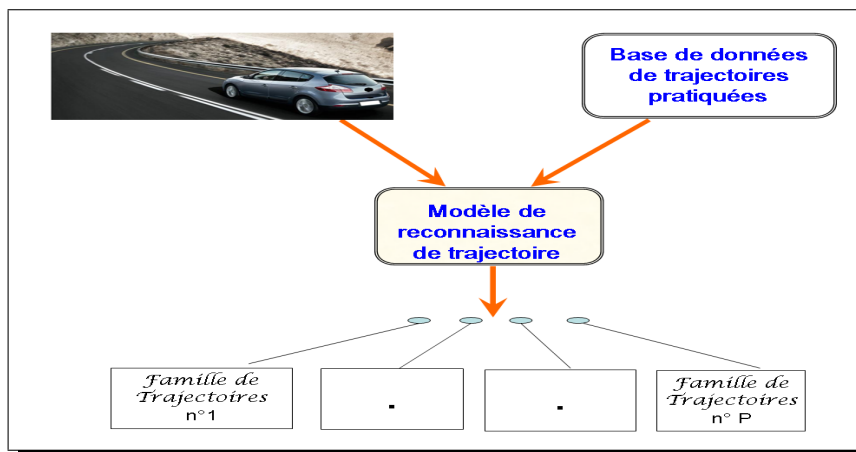 Base de données
de trajectoires
pratiquées
Modèle de
reconnaissance
de trajectoire
Famille de
Trajectoires
n°1
.
.
Famille de
Trajectoires
n° P